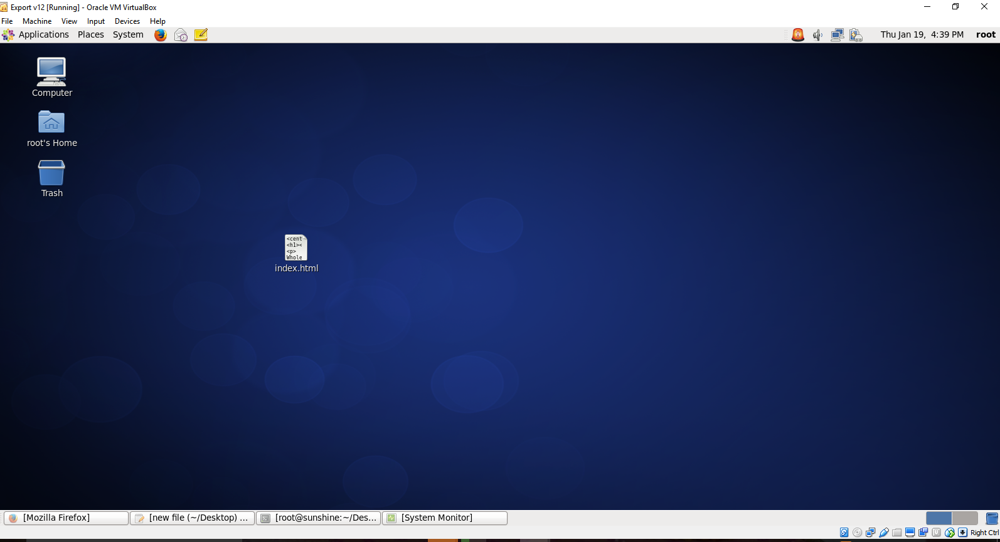 Export v12 [Running] - Oracle VM VirtualBox
File Machine View Input Devices Help
Applications Places System Thu Jan 19, 4:39 PM root
Computer
root's Home
Trash
<cent
<h1><
<p>
Whole
index.html
[Mozilla Firefox] [new file (~/Desktop) ... [root@sunshine:~/Des... [System Monitor]
Right Ctrl